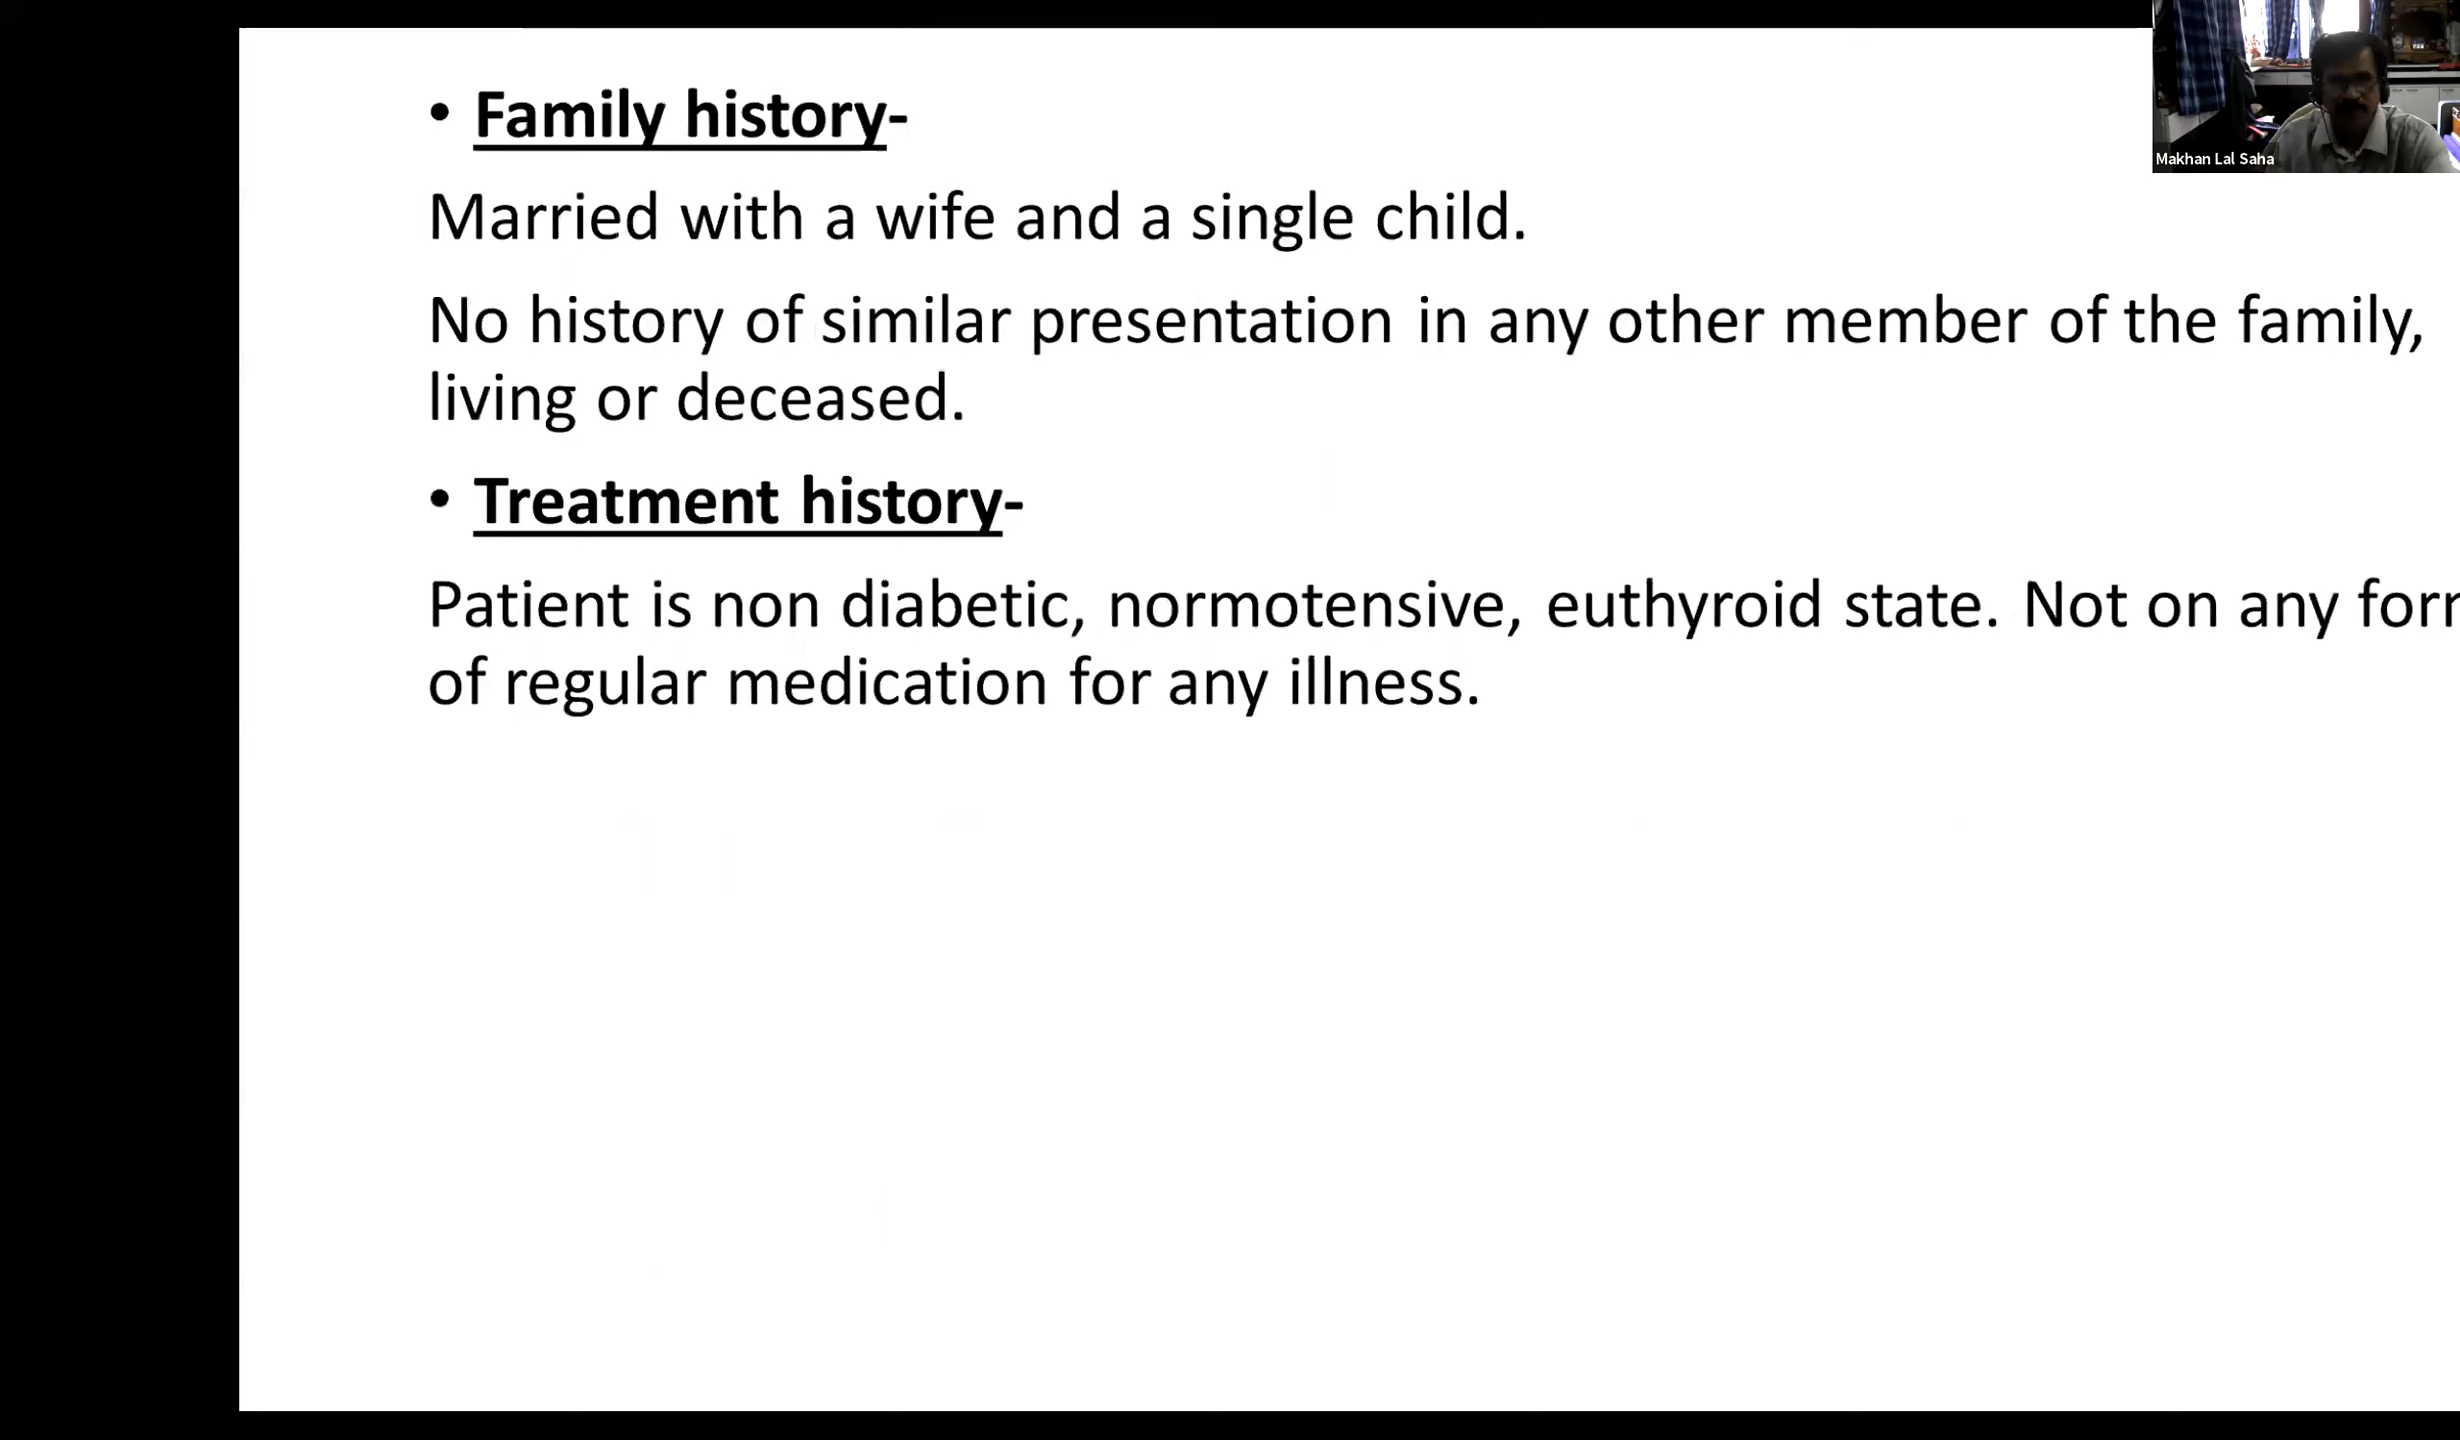 • Family history-
Married with a wife and a single child.
No history of similar presentation in any other member of the family,
living or deceased.
• Treatment history-
Patient is non diabetic, normotensive, euthyroid state. Not on any
of regular medication for any illness.
Makhan Lal Saha